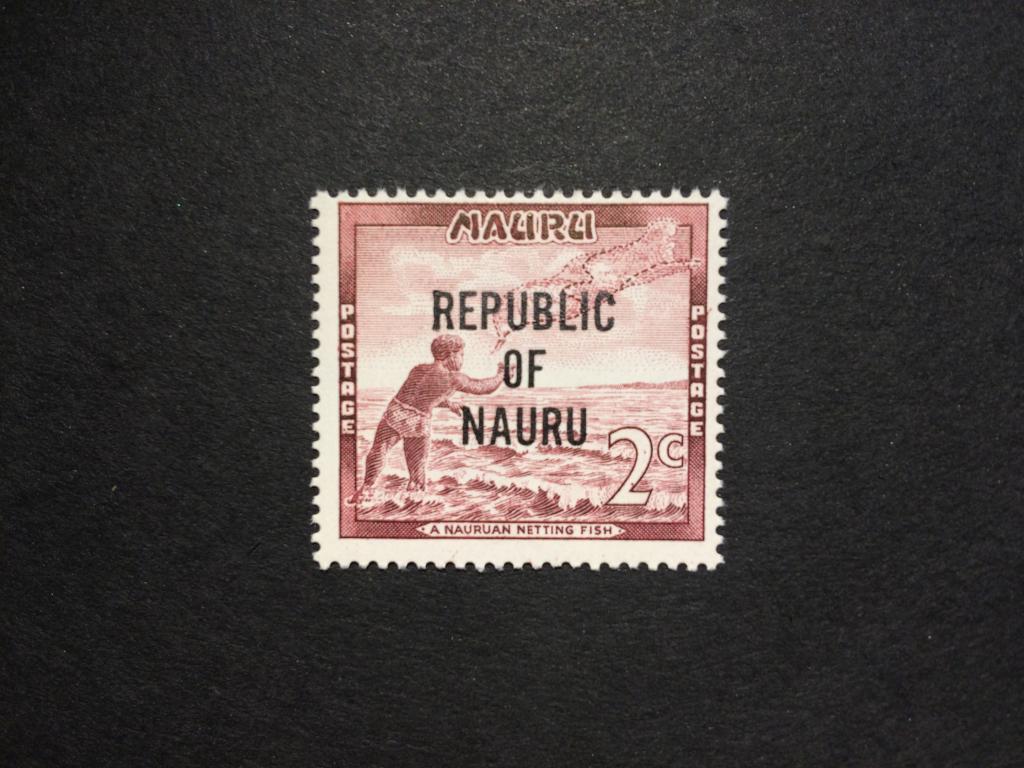 NAURU
REPUBLIC
OF
NAURU
POSTAGE
POSTAGE
2c
· A NAURUAN NETTING FISH ·